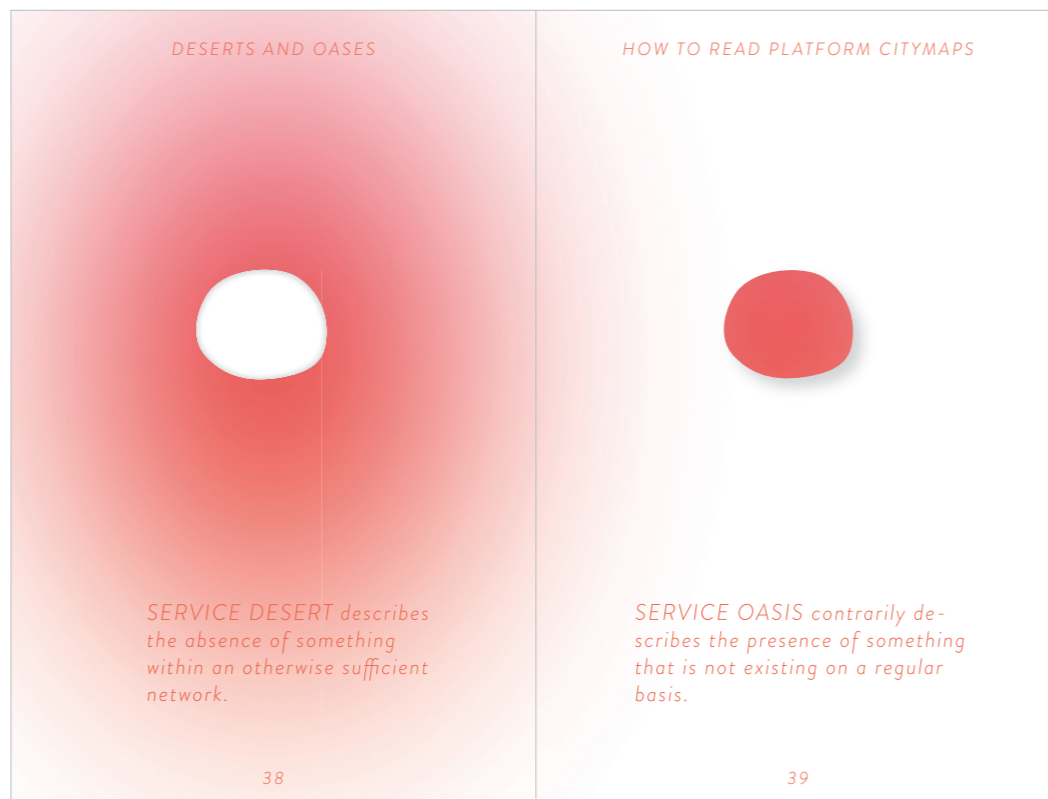 DESERTS AND OASES
SERVICE DESERT describes
the absence of something
within an otherwise sufficient
network.
38
HOW TO READ PLATFORM CITYMAPS
SERVICE OASIS contrarily de-
scribes the presence of something
that is not existing on a regular
basis.
39